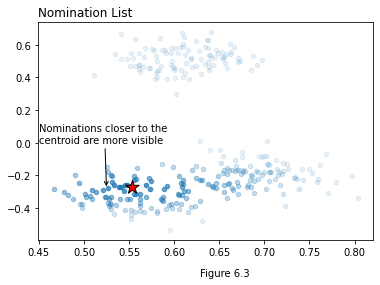 Nomination List
0.6
0.4
0.2
0.0
−0.2
−0.4
Nominations closer to the
centroid are more visible
0.45 0.50 0.55 0.60 0.65 0.70 0.75 0.80
Figure 6.3